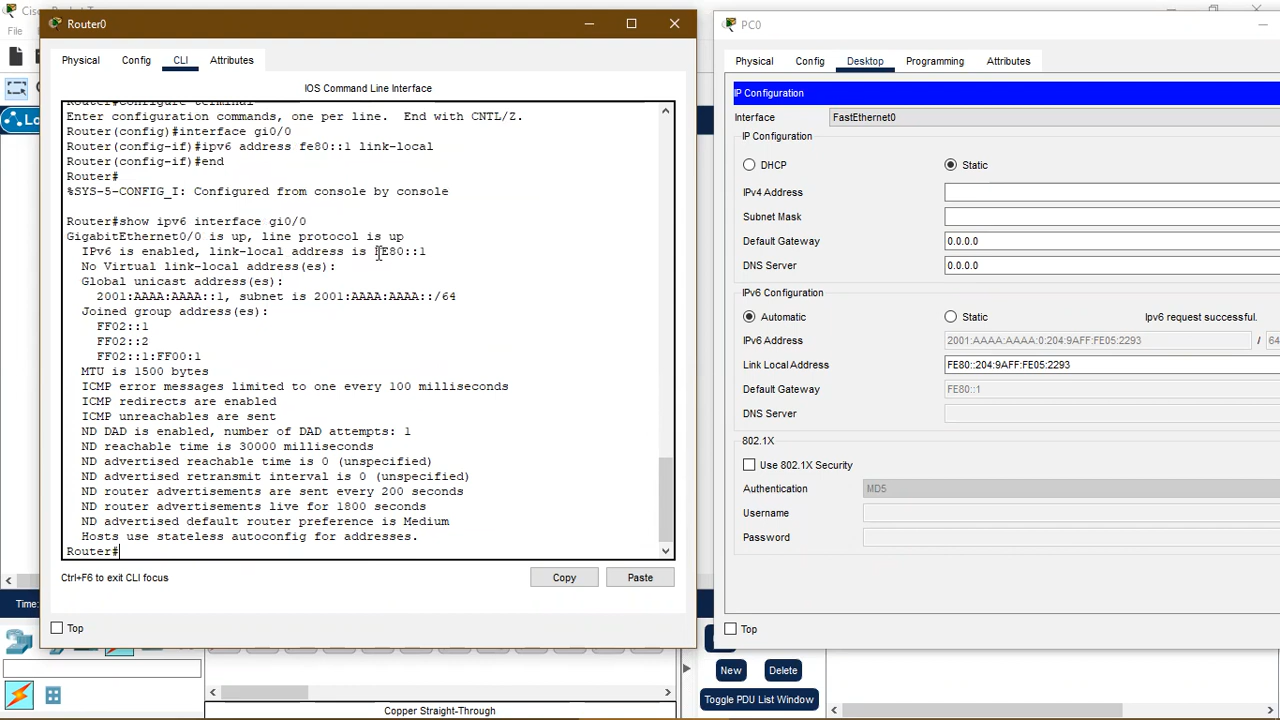 Router0
Physical
Config
CLI
Attributes
IOS Command Line Interface
Router#configure terminal
Enter configuration commands, one per line.  End with CNTL/Z.
Router(config)#interface gi0/0
Router(config-if)#ipv6 address fe80::1 link-local
Router(config-if)#end
Router#
%SYS-5-CONFIG_I: Configured from console by console
Router#show ipv6 interface gi0/0
GigabitEthernet0/0 is up, line protocol is up
IPv6 is enabled, link-local address is FE80::1
No Virtual link-local address(es):
Global unicast address(es):
2001:AAAA:AAAA::1, subnet is 2001:AAAA:AAAA::/64
Joined group address(es):
FF02::1
FF02::2
FF02::1:FF00:1
MTU is 1500 bytes
ICMP error messages limited to one every 100 milliseconds
ICMP redirects are enabled
ICMP unreachables are sent
ND DAD is enabled, number of DAD attempts: 1
ND reachable time is 30000 milliseconds
ND advertised reachable time is 0 (unspecified)
ND advertised retransmit interval is 0 (unspecified)
ND router advertisements are sent every 200 seconds
ND router advertisements live for 1800 seconds
ND advertised default router preference is Medium
Hosts use stateless autoconfig for addresses.
Router#
Ctrl+F6 to exit CLI focus
Copy
Paste
Top
PC0
Physical
Config
Desktop
Programming
Attributes
IP Configuration
Interface
FastEthernet0
IP Configuration
DHCP
Static
IPv4 Address
Subnet Mask
Default Gateway
0.0.0.0
DNS Server
0.0.0.0
IPv6 Configuration
Automatic
Static
Ipv6 request successful.
IPv6 Address
2001:AAAA:AAAA:0:204:9AFF:FE05:2293
/
64
Link Local Address
FE80::204:9AFF:FE05:2293
Default Gateway
FE80::1
DNS Server
802.1X
Use 802.1X Security
Authentication
MD5
Username
Password
Top
File
Time:
New
Delete
Toggle PDU List Window
Copper Straight-Through